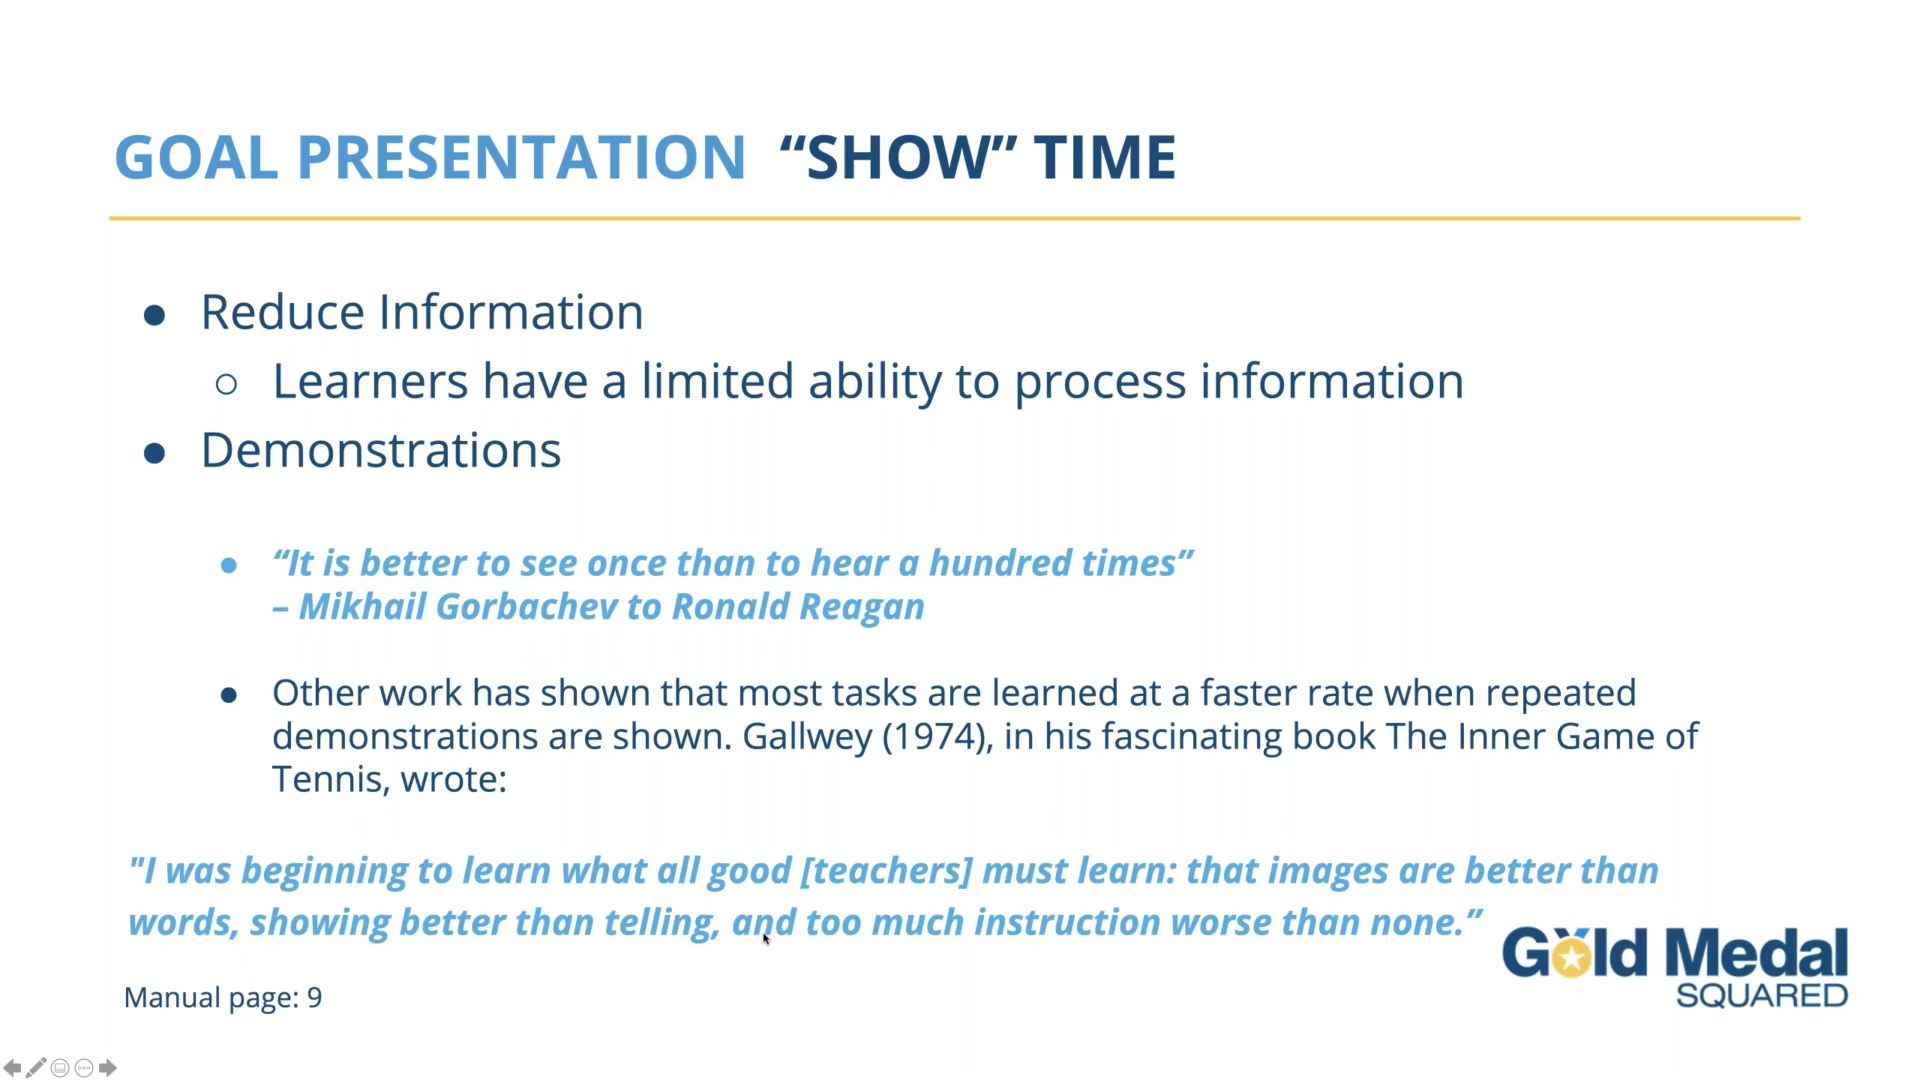 GOAL PRESENTATION “SHOW” TIME
● Reduce Information
○ Learners have a limited ability to process information
● Demonstrations
● “It is better to see once than to hear a hundred times”
– Mikhail Gorbachev to Ronald Reagan
● Other work has shown that most tasks are learned at a faster rate when repeated
demonstrations are shown. Gallwey (1974), in his fascinating book The Inner Game of
Tennis, wrote:
"I was beginning to learn what all good [teachers] must learn: that images are better than
words, showing better than telling, and too much instruction worse than none.”
Gold Medal
SQUARED
Manual page: 9